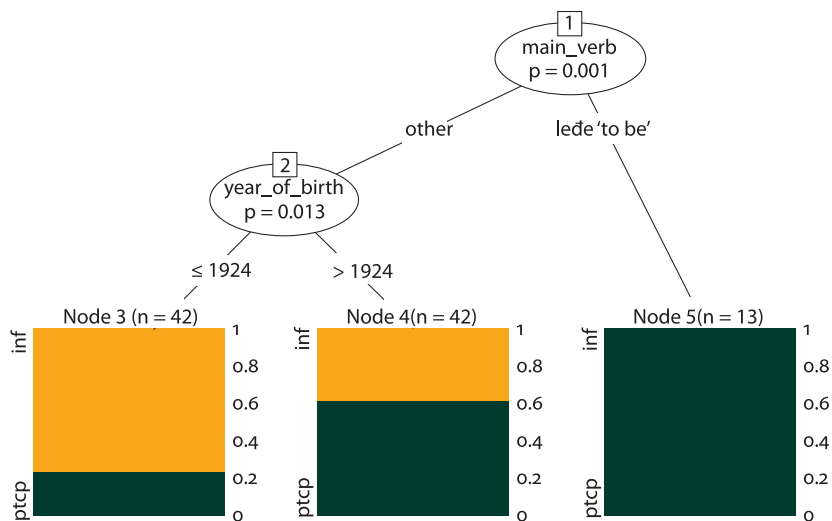 1
main_verb
p = 0.001
other
leđe ‘to be’
2
year_of_birth
p = 0.013
≤ 1924
> 1924
Node 3 (n = 42)
inf
ptcp
1
0.8
0.6
0.4
0.2
0
Node 4(n = 42)
inf
ptcp
1
0.8
0.6
0.4
0.2
0
Node 5(n = 13)
inf
ptcp
1
0.8
0.6
0.4
0.2
0